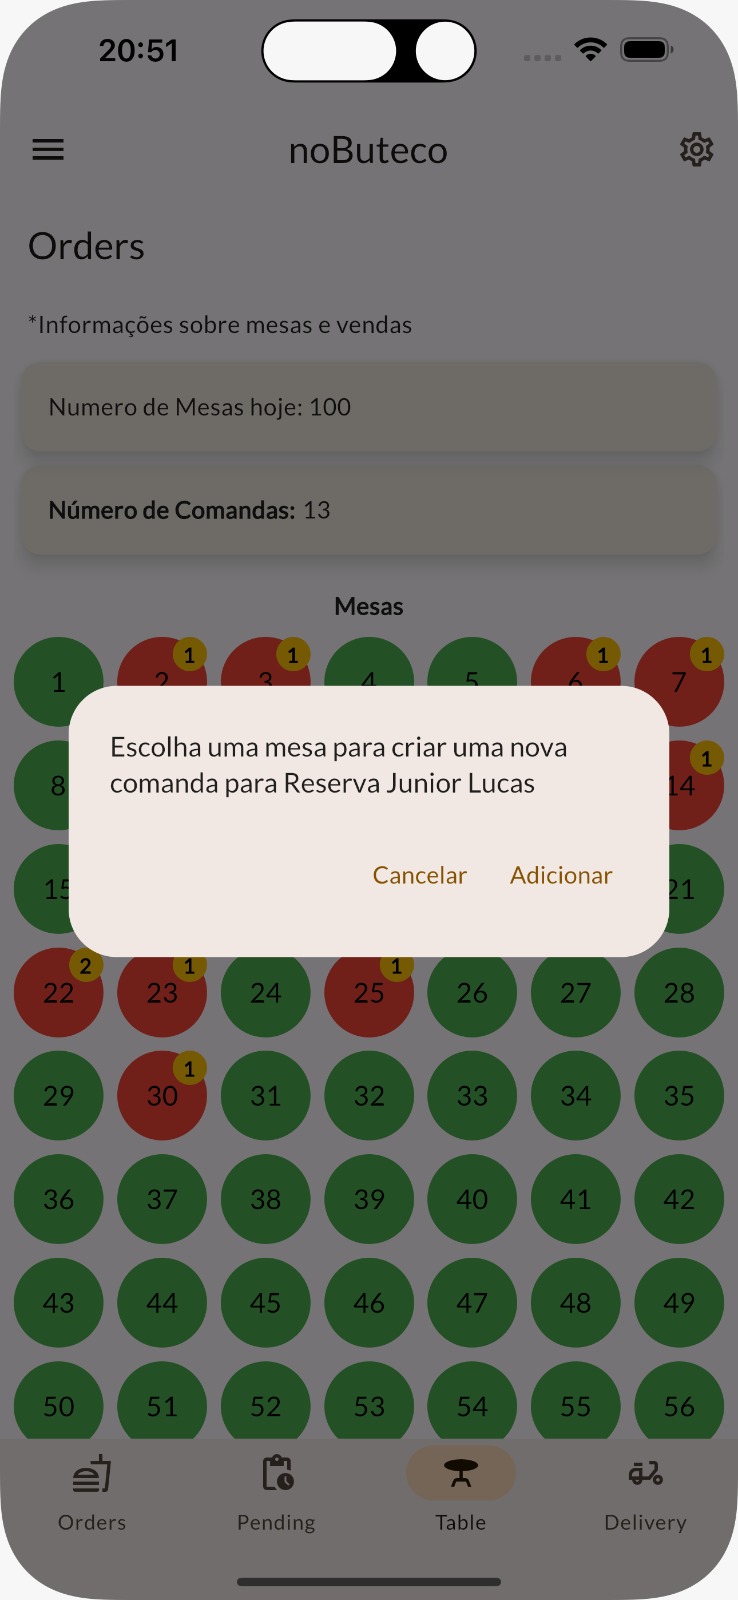 20:51
noButeco
Orders
*Informações sobre mesas e vendas
Numero de Mesas hoje: 100
Número de Comandas: 13
Mesas
1 2 1 3 1 4 5 6 1 7 1
8 14 1
Escolha uma mesa para criar uma nova
comanda para Reserva Junior Lucas
Cancelar Adicionar
15 21
22 2 23 1 24 25 1 26 27 28
29 30 1 31 32 33 34 35
36 37 38 39 40 41 42
43 44 45 46 47 48 49
50 51 52 53 54 55 56
Orders Pending Table Delivery